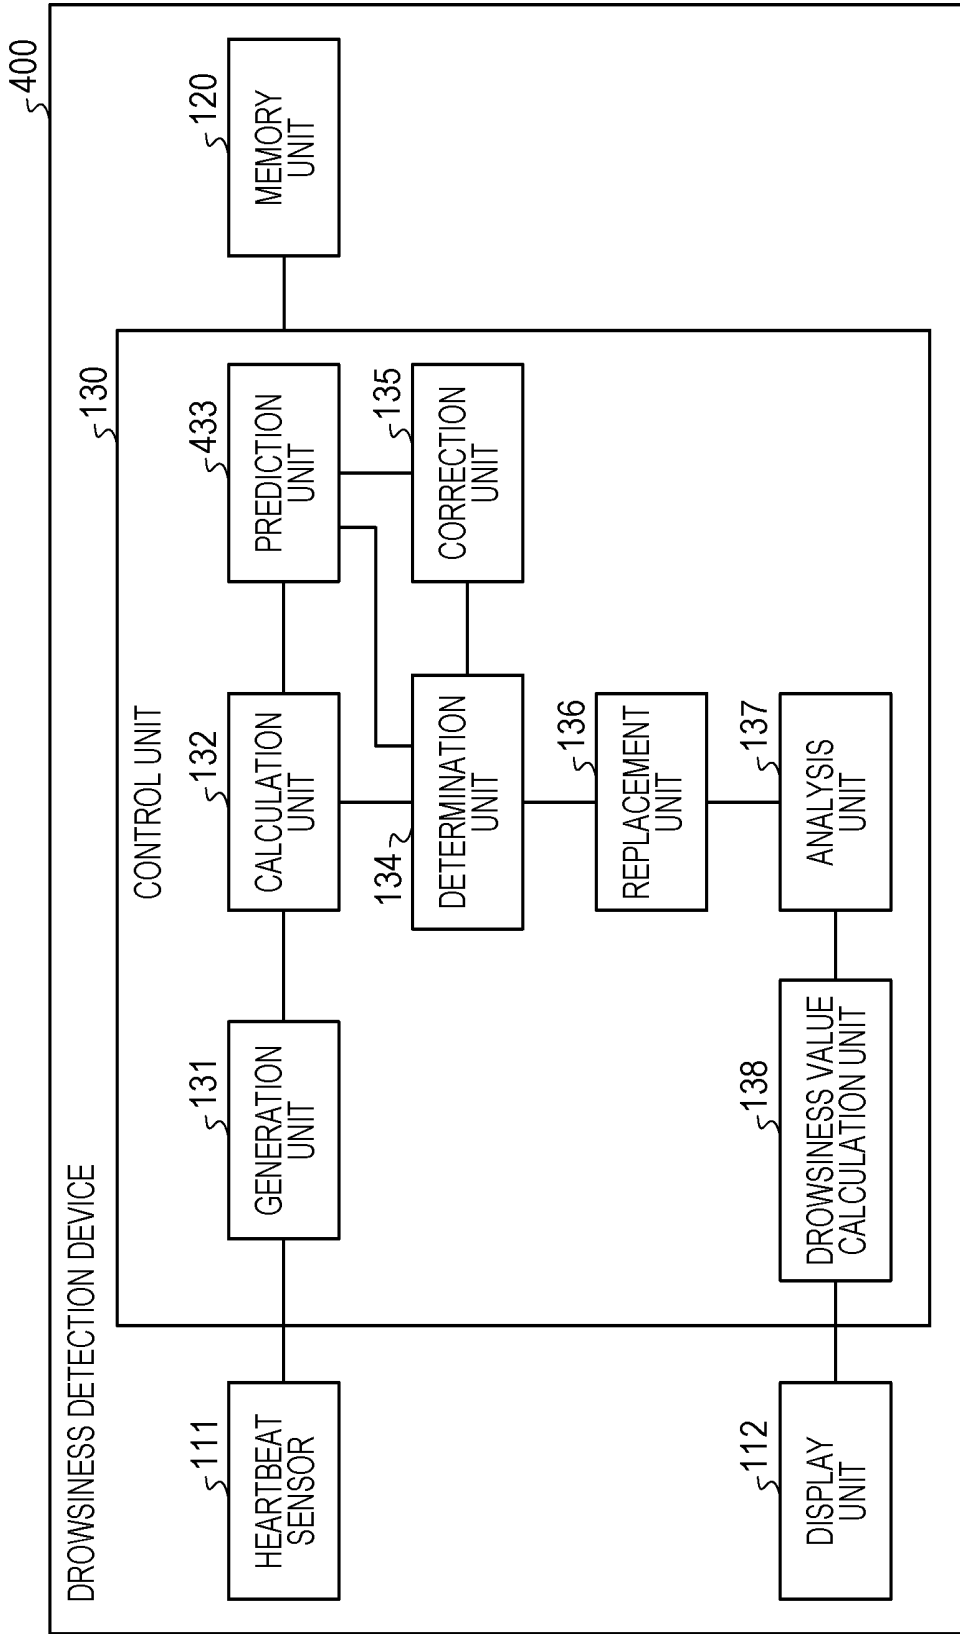 400
DROWSINESS DETECTION DEVICE
130
CONTROL UNIT
111
HEARTBEAT
SENSOR
131
GENERATION
UNIT
132
CALCULATION
UNIT
433
PREDICTION
UNIT
120
MEMORY
UNIT
134
DETERMINATION
UNIT
135
CORRECTION
UNIT
136
REPLACEMENT
UNIT
112
DISPLAY
UNIT
138
DROWSINESS VALUE
CALCULATION UNIT
137
ANALYSIS
UNIT